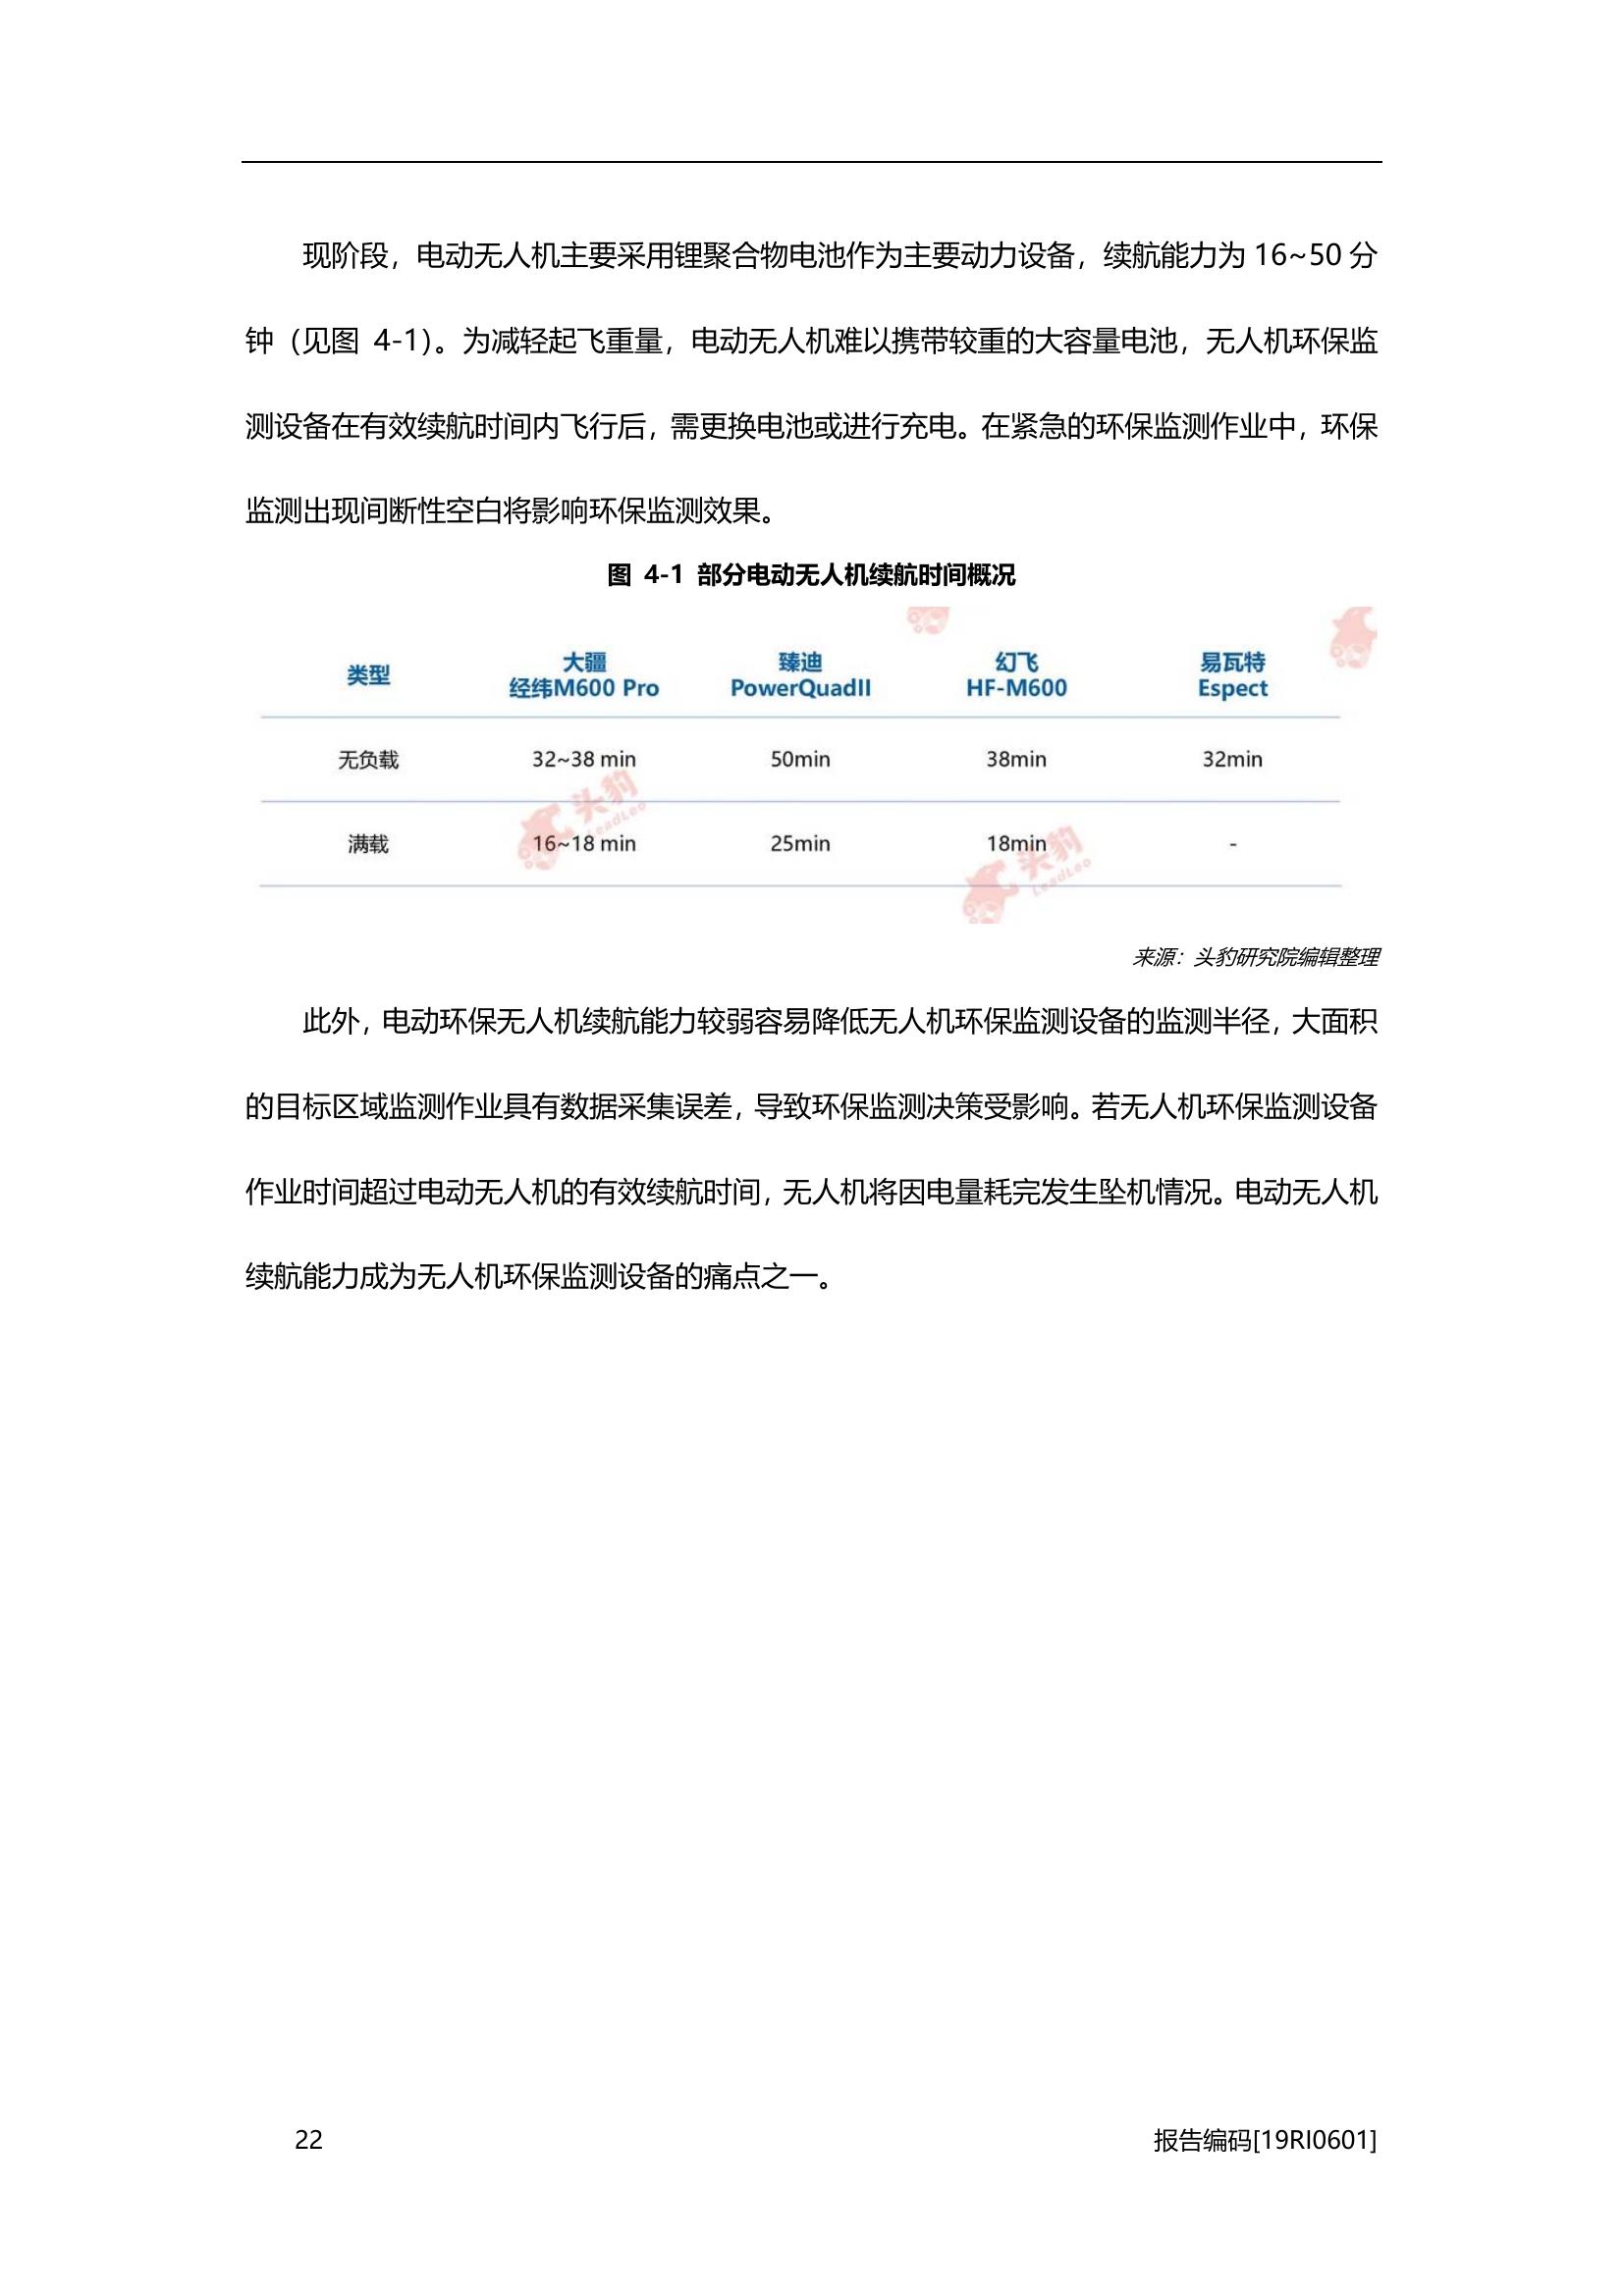 现阶段，电动无人机主要采用锂聚合物电池作为主要动力设备，续航能力为 16~50 分
钟（见图 4-1）。为减轻起飞重量，电动无人机难以携带较重的大容量电池，无人机环保监
测设备在有效续航时间内飞行后，需更换电池或进行充电。在紧急的环保监测作业中，环保
监测出现间断性空白将影响环保监测效果。
图 4-1 部分电动无人机续航时间概况
类型 大疆 经纬M600 Pro 臻迪 PowerQuadII 幻飞 HF-M600 易瓦特 Espect
无负载 32~38 min 50min 38min 32min
满载 16~18 min 25min 18min -
头豹 LeadLeo
头豹 LeadLeo
来源：头豹研究院编辑整理
此外，电动环保无人机续航能力较弱容易降低无人机环保监测设备的监测半径，大面积
的目标区域监测作业具有数据采集误差，导致环保监测决策受影响。若无人机环保监测设备
作业时间超过电动无人机的有效续航时间，无人机将因电量耗完发生坠机情况。电动无人机
续航能力成为无人机环保监测设备的痛点之一。
22 报告编码[19RI0601]